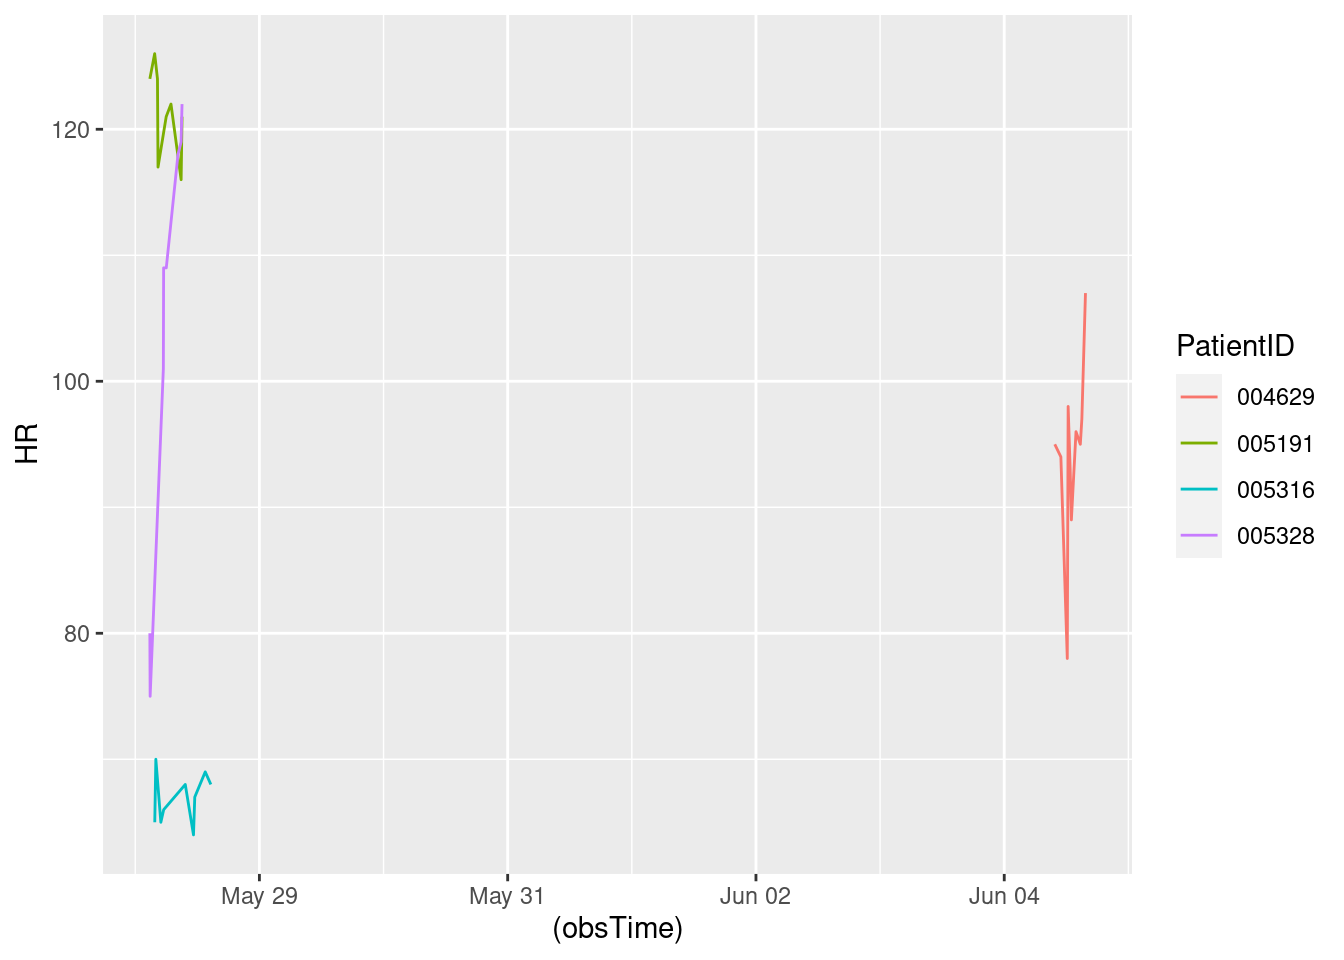 120
100
80
HR
May 29
May 31
Jun 02
Jun 04
(obsTime)
PatientID
004629
005191
005316
005328